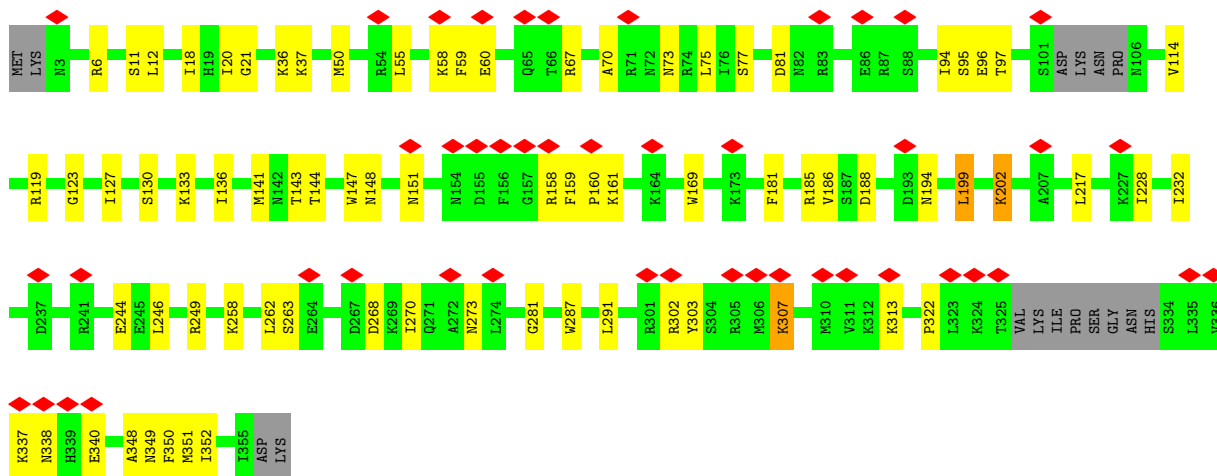 MET LYS N3 R6 S11 L12 I18 H19 I20 G21 K36 K37 M50 R54 L55 K58 F59 E60 Q65 T66 R67 A70 R71 N72 N73 R74 L75 I76 S77 D81 N82 R83 E86 R87 S88 I94 S95 E96 T97 S101 ASP LYS ASN PRO N106 V114
R119 G123 I127 S130 K133 I136 M141 N142 T143 T144 W147 N148 N151 N154 D155 F156 G157 R158 F159 P160 K161 K164 W169 K173 F181 R185 V186 S187 D188 D193 N194 L199 K202 A207 L217 K227 I228 I232
D237 R241 E244 E245 L246 R249 K258 L262 S263 E264 D267 D268 K269 I270 Q271 A272 N273 L274 G281 W287 L291 R301 R302 Y303 S304 R305 M306 K307 M310 V311 K312 K313 P322 L323 K324 T325 VAL LYS ILE PRO SER GLY ASN HIS S334 L335
K337 N338 H339 E340 A348 N349 F350 M351 I352 I355 ASP LYS